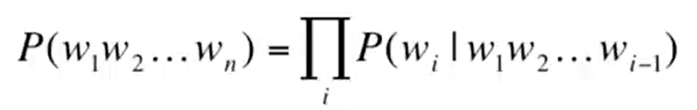 P(w₁w₂…wₙ) = ∏ᵢ P(wᵢ | w₁w₂…wᵢ₋₁)